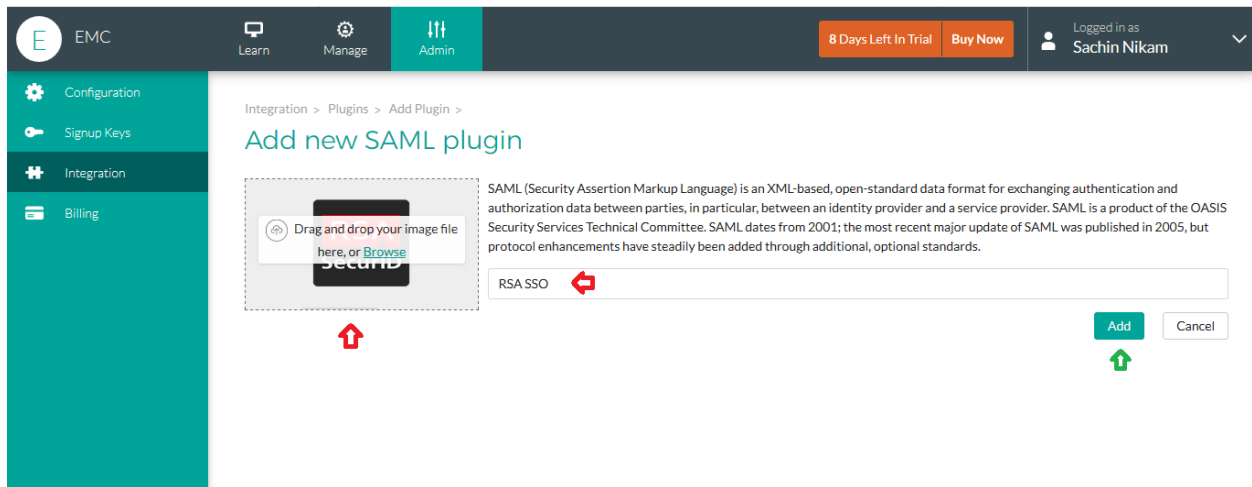 E
EMC
Learn
Manage
Admin
8 Days Left In Trial
Buy Now
Logged in as
Sachin Nikam
Configuration
Signup Keys
Integration
Billing
Integration > Plugins > Add Plugin >
Add new SAML plugin
RSA
Drag and drop your image file
here, or Browse
SecurID
SAML (Security Assertion Markup Language) is an XML-based, open-standard data format for exchanging authentication and
authorization data between parties, in particular, between an identity provider and a service provider. SAML is a product of the OASIS
Security Services Technical Committee. SAML dates from 2001; the most recent major update of SAML was published in 2005, but
protocol enhancements have steadily been added through additional, optional standards.
RSA SSO
Add
Cancel